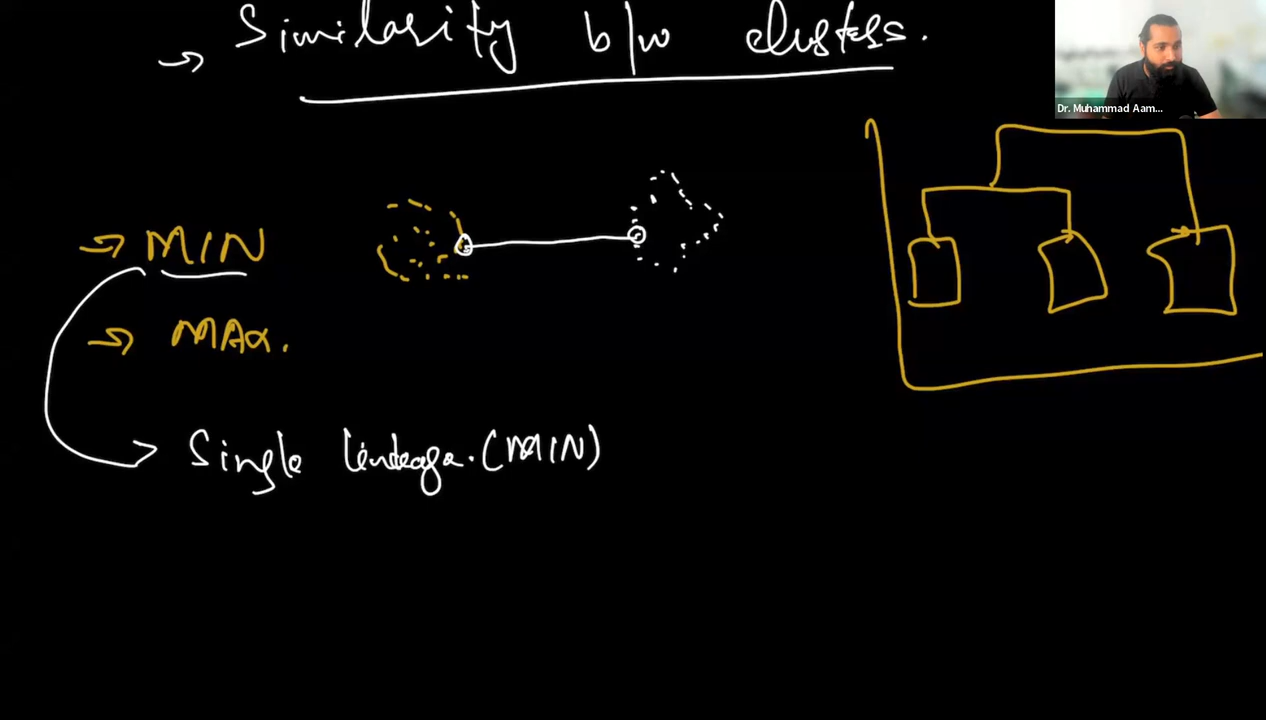 → Similarity b/w clusters.
Dr. Muhammad Aam...
→ MIN
→ MAX.
→ Single linkage. (MIN)